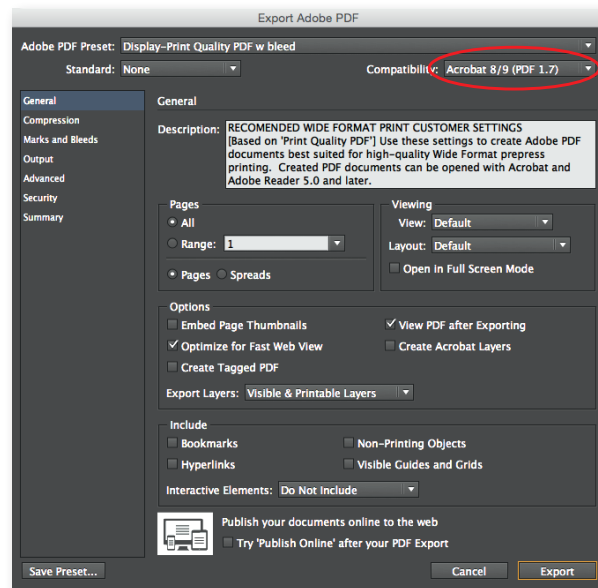 Export Adobe PDF
Adobe PDF Preset: Display-Print Quality PDF w bleed
Standard: None
Compatibility: Acrobat 8/9 (PDF 1.7)
General
Compression
Marks and Bleeds
Output
Advanced
Security
Summary
General
Description: RECOMENDED WIDE FORMAT PRINT CUSTOMER SETTINGS
[Based on 'Print Quality PDF'] Use these settings to create Adobe PDF
documents best suited for high-quality Wide Format prepress
printing. Created PDF documents can be opened with Acrobat and
Adobe Reader 5.0 and later.
Pages
All
Range: 1
Pages Spreads
Viewing
View: Default
Layout: Default
Open in Full Screen Mode
Options
Embed Page Thumbnails
View PDF after Exporting
Optimize for Fast Web View
Create Acrobat Layers
Create Tagged PDF
Export Layers: Visible & Printable Layers
Include
Bookmarks
Non-Printing Objects
Hyperlinks
Visible Guides and Grids
Interactive Elements: Do Not Include
Publish your documents online to the web
Try 'Publish Online' after your PDF Export
Save Preset...
Cancel
Export